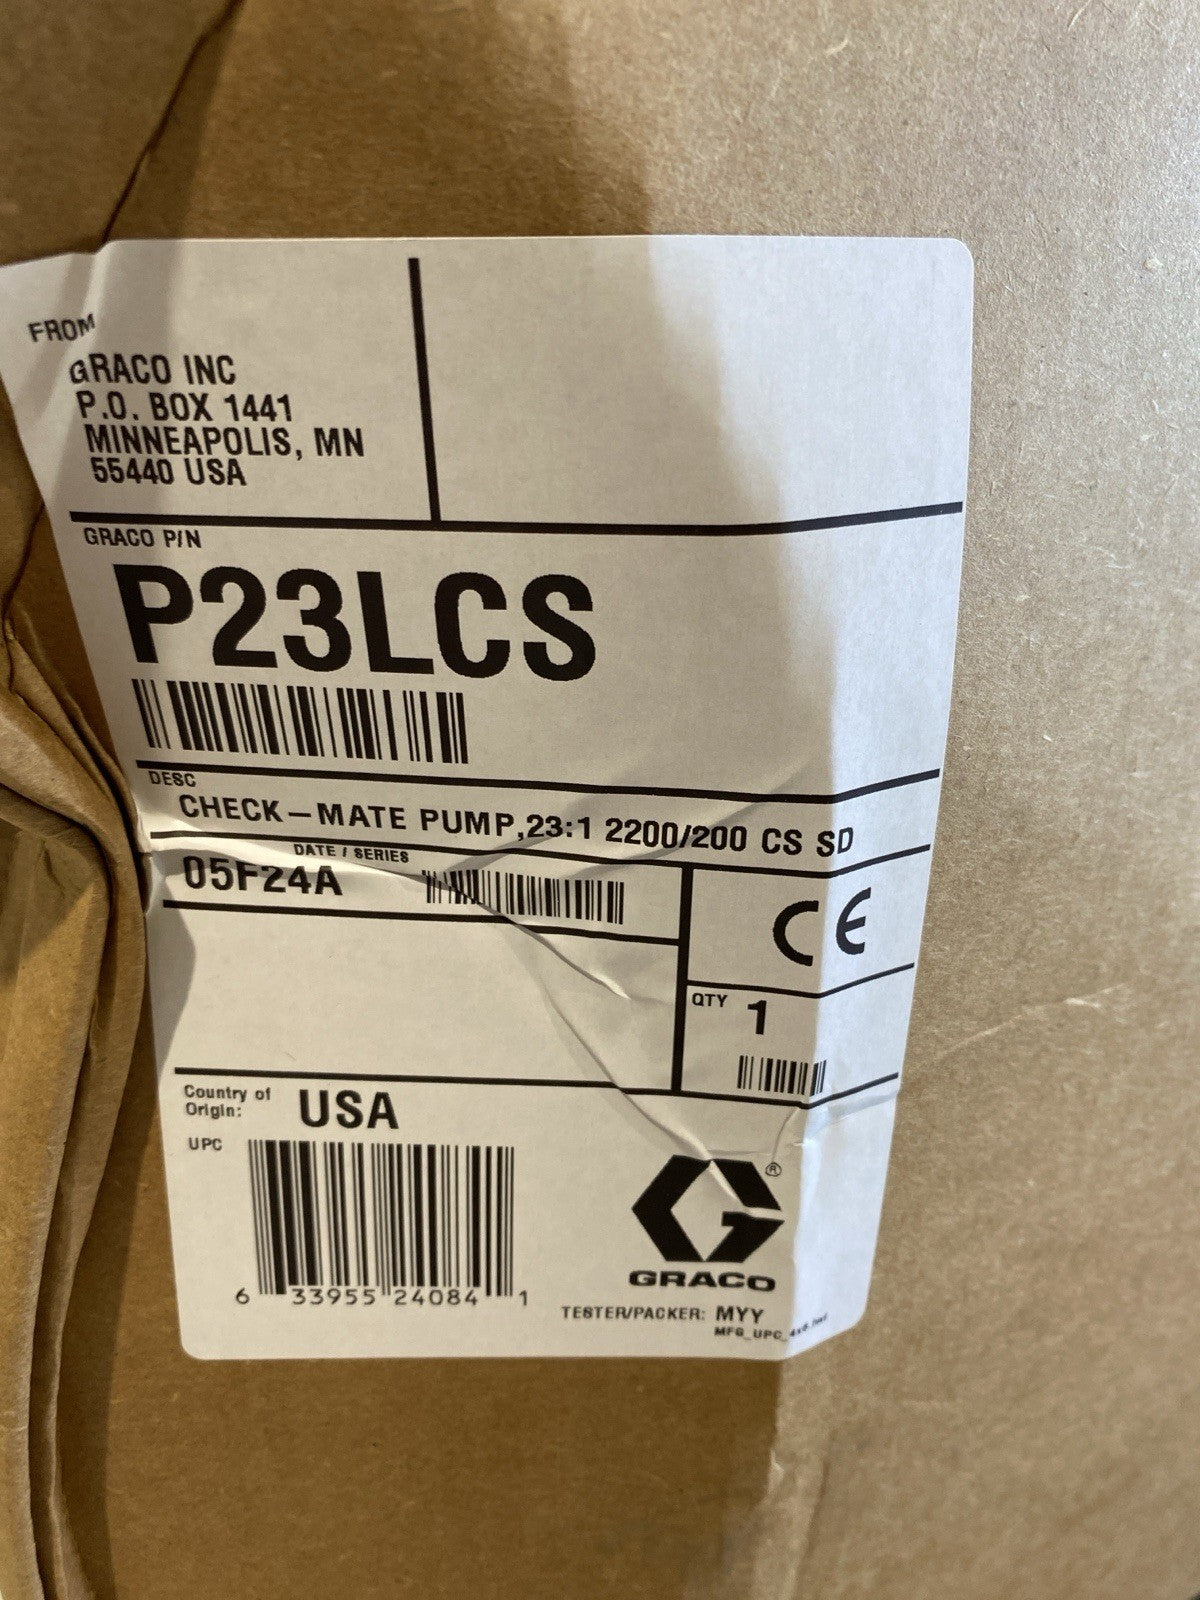 FROM
GRACO INC
P.O. BOX 1441
MINNEAPOLIS, MN
55440 USA
GRACO P/N
P23LCS
DESC
CHECK-MATE PUMP,23:1 2200/200 CS SD
DATE / SERIES
05F24A
CE
QTY 1
Country of
Origin: USA
UPC
6 33955 24084 1
®
GRACO
TESTER/PACKER: MYY
MFG_UPC_4x6.lwl